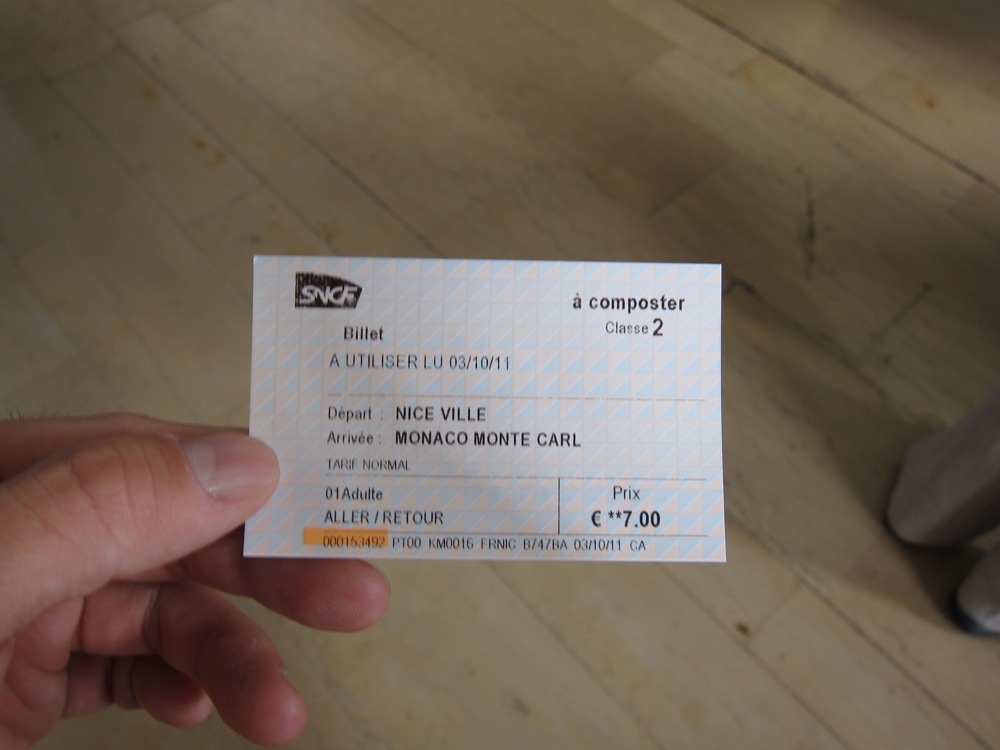 SNCF
à composter
Classe 2
Billet
A UTILISER LU 03/10/11
Départ : NICE VILLE
Arrivée : MONACO MONTE CARL
TARIF NORMAL
01Adulte
Prix
ALLER / RETOUR
€ **7.00
000153492 PT00 KM0016 FRNIC B747BA 03/10/11 CA